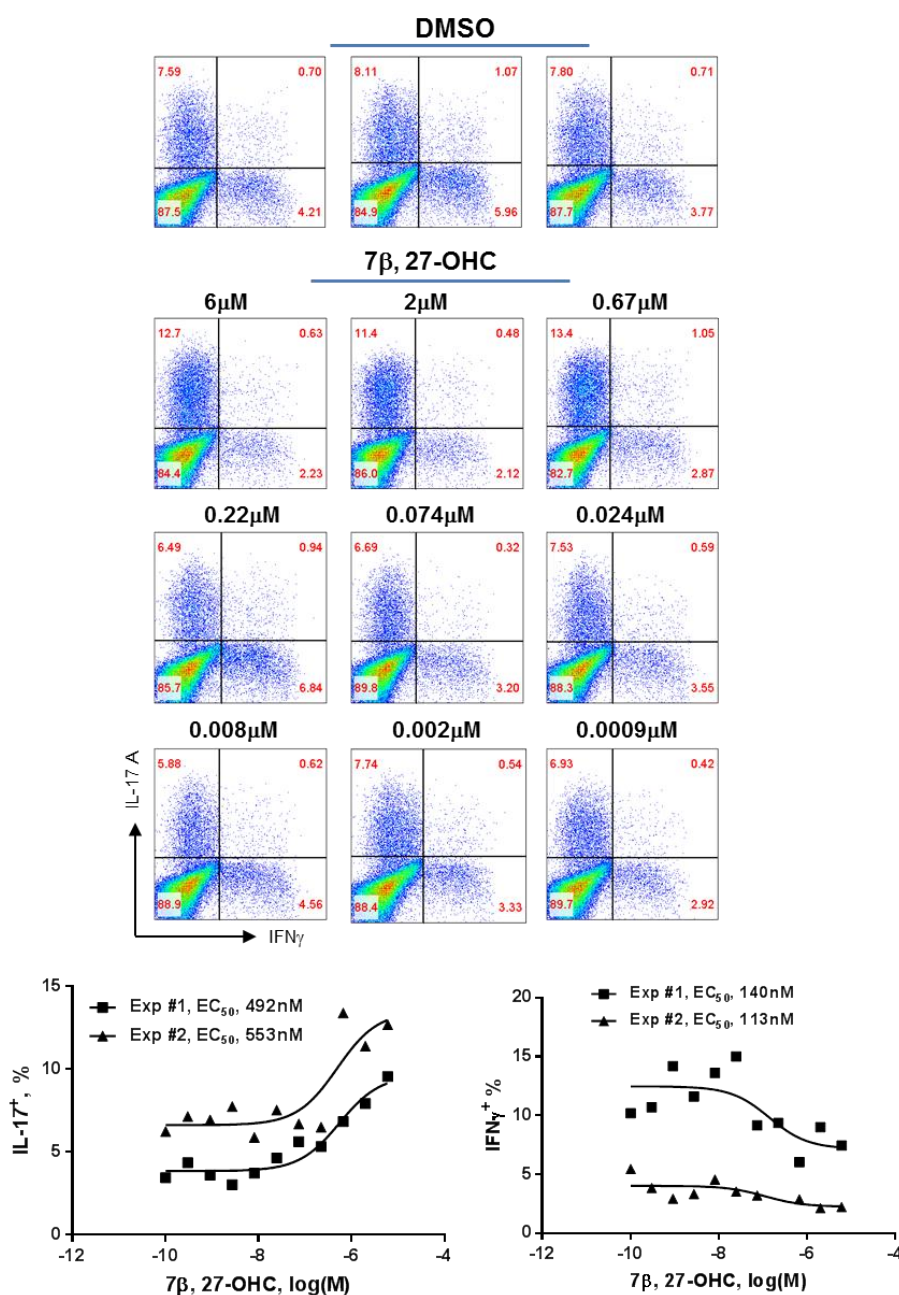 DMSO
7.59 0.70 8.11 1.07 7.80 0.71
87.5 4.21 84.9 5.96 87.7 3.77
7β, 27-OHC
6μM 2μM 0.67μM
12.7 0.63 11.4 0.48 13.4 1.05
84.4 2.23 86.0 2.12 82.7 2.87
0.22μM 0.074μM 0.024μM
6.49 0.94 6.69 0.32 7.53 0.59
85.7 6.84 89.8 3.20 88.3 3.55
0.008μM 0.002μM 0.0009μM
5.88 0.62 7.74 0.54 6.93 0.42
88.9 4.56 88.4 3.33 89.7 2.92
IL-17 A
IFNγ
15
10
5
0
IL-17⁺, %
Exp #1, EC₅₀, 492nM
Exp #2, EC₅₀, 553nM
-12 -10 -8 -6 -4
7β, 27-OHC, log(M)
20
15
10
5
0
IFNγ⁺ %
Exp #1, EC₅₀, 140nM
Exp #2, EC₅₀, 113nM
-12 -10 -8 -6 -4
7β, 27-OHC, log(M)